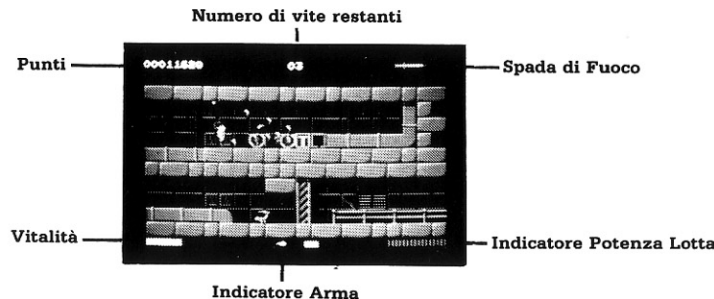 Numero di vite restanti
Punti
00011620
03
Spada di Fuoco
Vitalità
Indicatore Potenza Lotta
Indicatore Arma